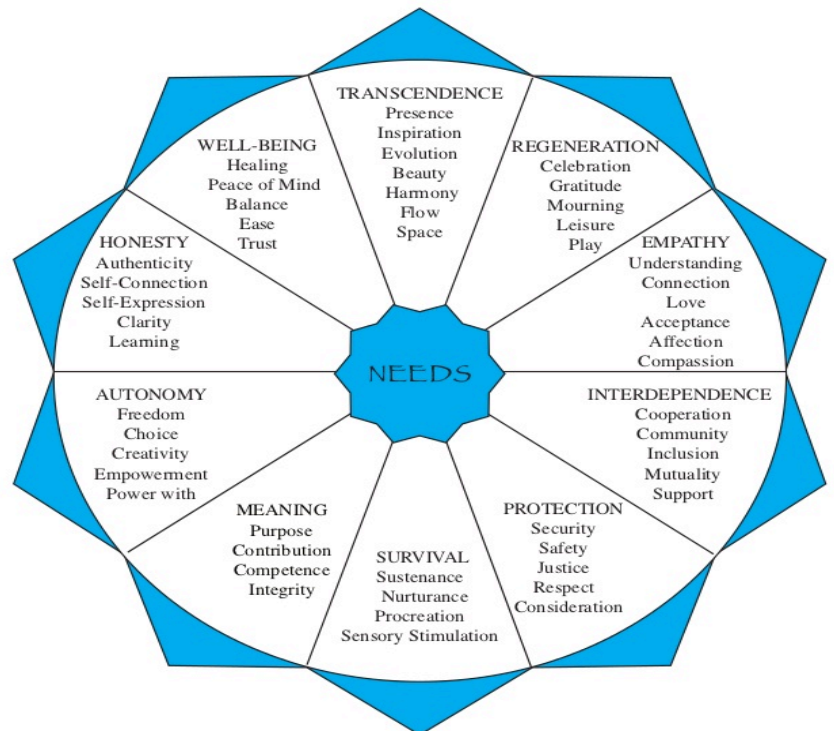 TRANSCENDENCE
Presence
Inspiration
Evolution
Beauty
Harmony
Flow
Space
REGENERATION
Celebration
Gratitude
Mourning
Leisure
Play
EMPATHY
Understanding
Connection
Love
Acceptance
Affection
Compassion
INTERDEPENDENCE
Cooperation
Community
Inclusion
Mutuality
Support
PROTECTION
Security
Safety
Justice
Respect
Consideration
SURVIVAL
Sustenance
Nurturance
Procreation
Sensory Stimulation
MEANING
Purpose
Contribution
Competence
Integrity
AUTONOMY
Freedom
Choice
Creativity
Empowerment
Power with
HONESTY
Authenticity
Self-Connection
Self-Expression
Clarity
Learning
WELL-BEING
Healing
Peace of Mind
Balance
Ease
Trust
NEEDS